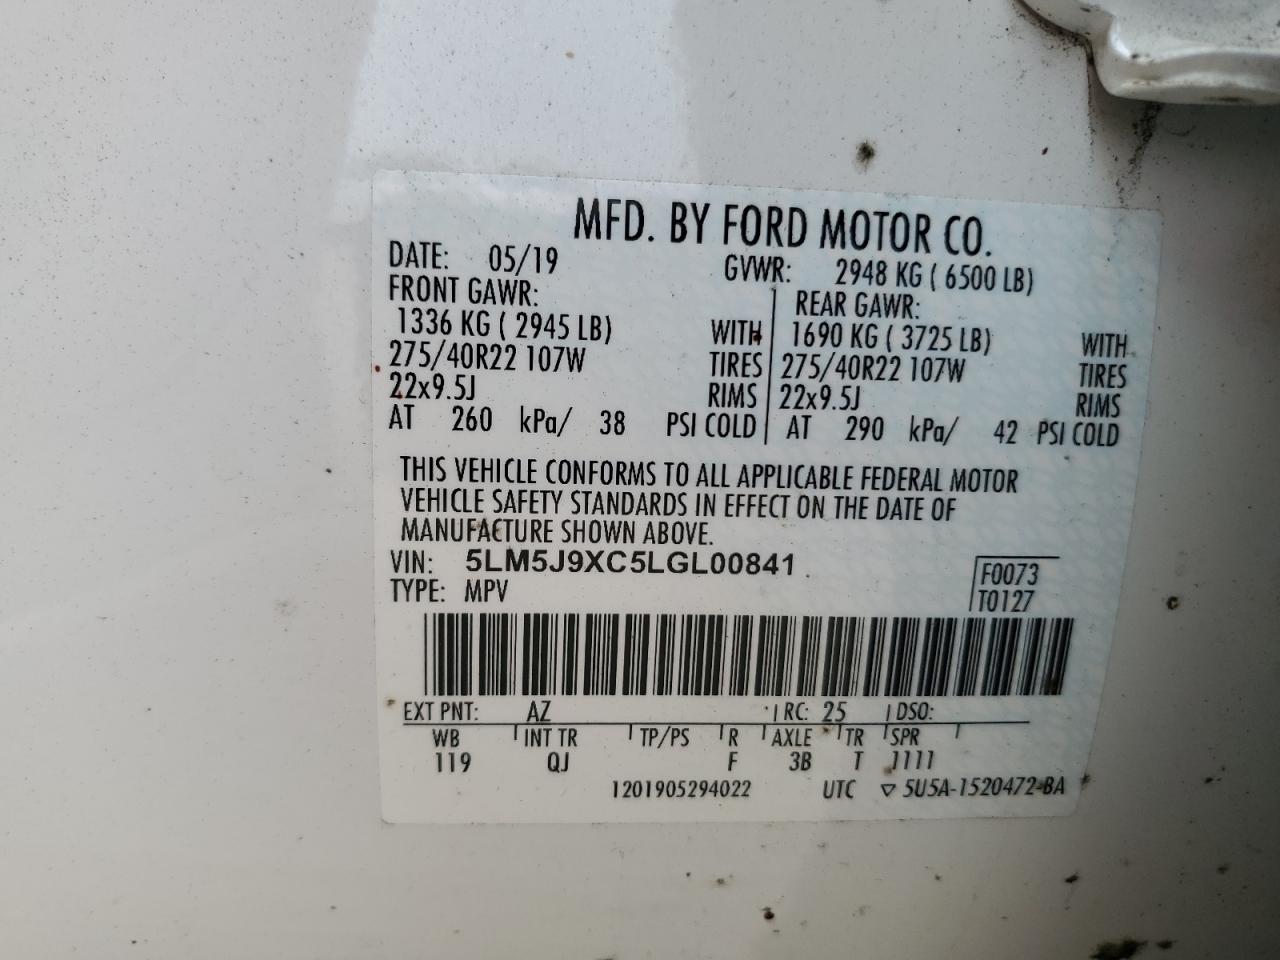 MFD. BY FORD MOTOR CO.
DATE: 05/19 GVWR: 2948 KG ( 6500 LB)
FRONT GAWR: REAR GAWR:
1336 KG ( 2945 LB) WITH 1690 KG ( 3725 LB) WITH
275/40R22 107W TIRES 275/40R22 107W TIRES
22x9.5J RIMS 22x9.5J RIMS
AT 260 kPa/ 38 PSI COLD AT 290 kPa/ 42 PSI COLD
THIS VEHICLE CONFORMS TO ALL APPLICABLE FEDERAL MOTOR
VEHICLE SAFETY STANDARDS IN EFFECT ON THE DATE OF
MANUFACTURE SHOWN ABOVE.
VIN: 5LM5J9XC5LGL00841 F0073
TYPE: MPV T0127
EXT PNT: AZ RC: 25 DSO:
WB INT TR TP/PS R AXLE TR SPR
119 QJ F 3B T 1111
1201905294022 UTC ▽ 5U5A-1520472-BA